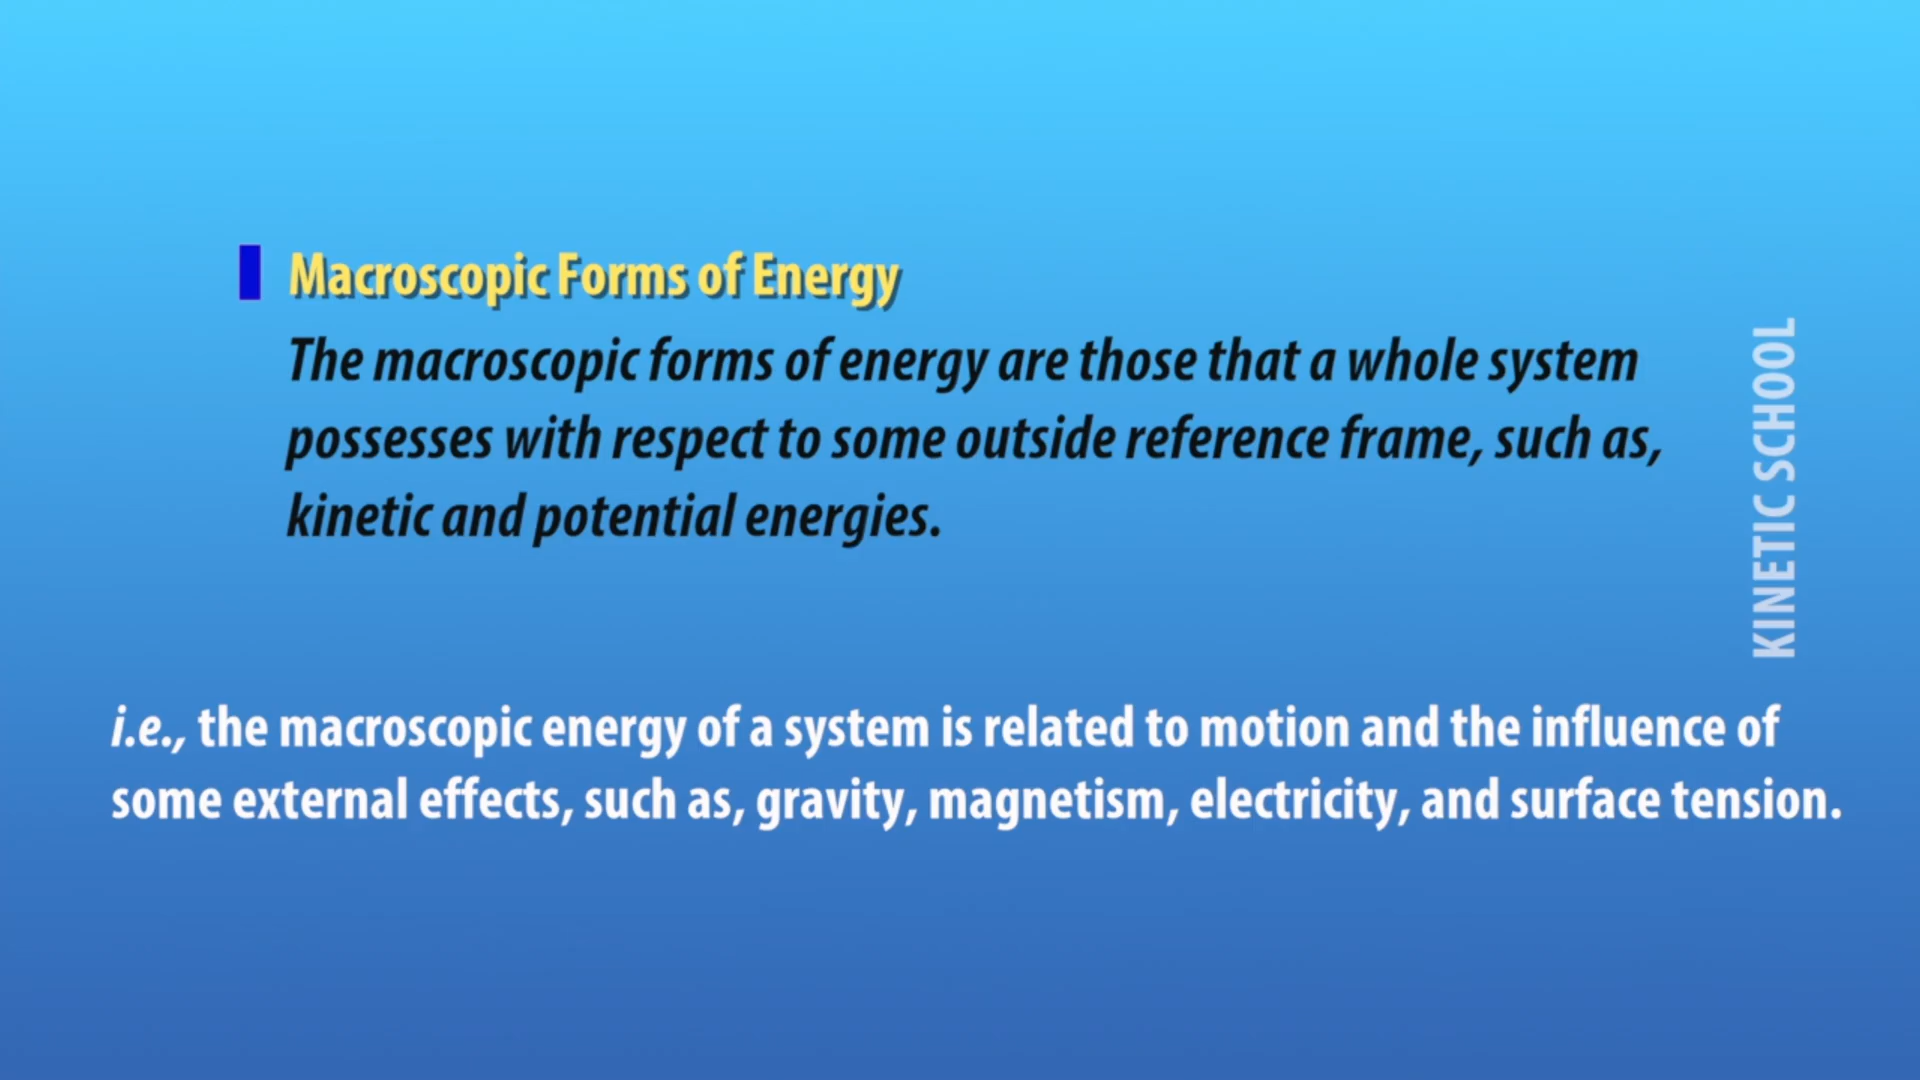 Macroscopic Forms of Energy
The macroscopic forms of energy are those that a whole system
possesses with respect to some outside reference frame, such as,
kinetic and potential energies.
KINETIC SCHOOL
i.e., the macroscopic energy of a system is related to motion and the influence of
some external effects, such as, gravity, magnetism, electricity, and surface tension.